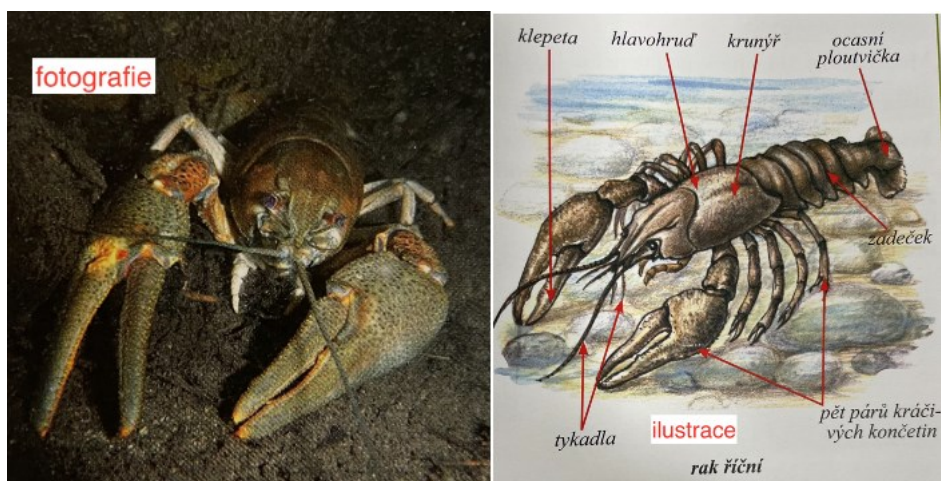 fotografie
klepeta
hlavohruď
krunýř
ocasní
ploutvička
zadeček
tykadla
ilustrace
pět párů kráči-
vých končetin
rak říční